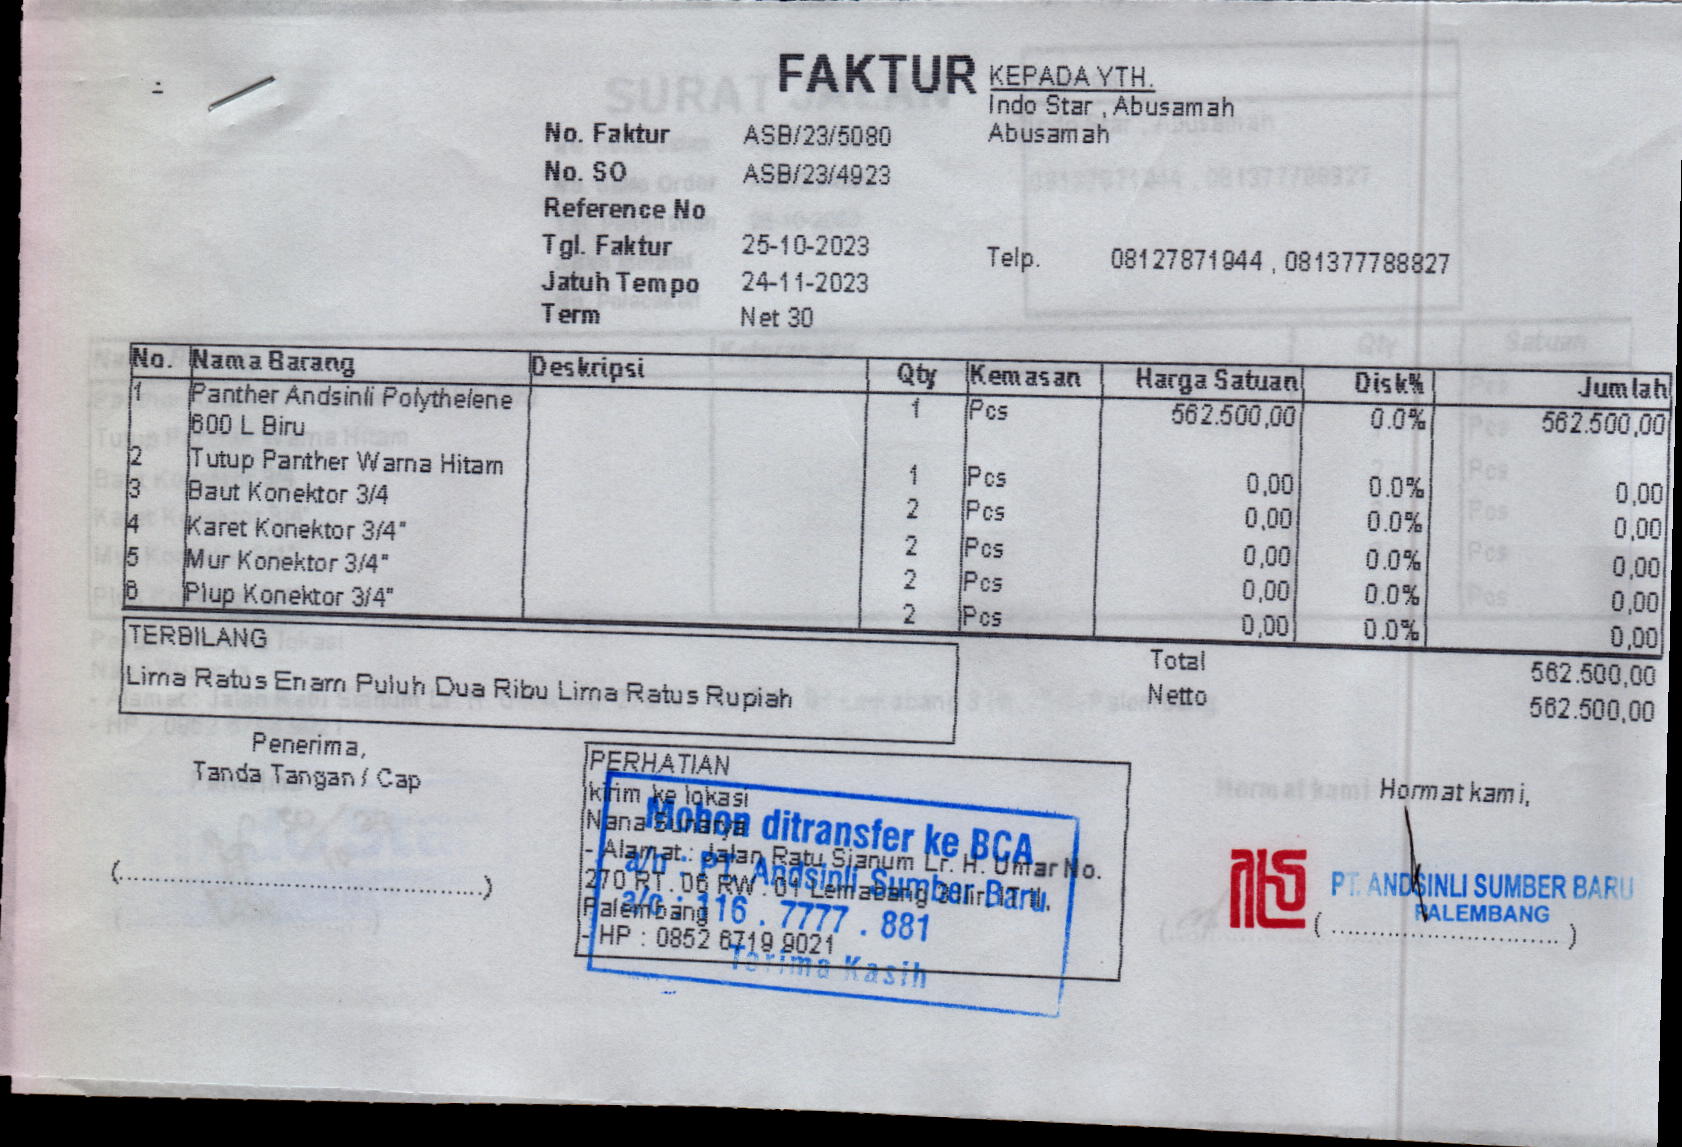 FAKTUR
KEPADA YTH.
Indo Star , Abusamah
Abusamah
No. Faktur ASB/23/5080
No. SO ASB/23/4923
Reference No
Tgl. Faktur 25-10-2023
Telp. 08127871944 , 081377788827
Jatuh Tempo 24-11-2023
Term Net 30
No. Nama Barang Deskripsi Qty Kemasan Harga Satuan Disk% Jumlah
1 Panther Andsinli Polythelene 1 Pcs 562.500,00 0.0% 562.500,00
600 L Biru
2 Tutup Panther Warna Hitam 1 Pcs 0,00 0.0% 0,00
3 Baut Konektor 3/4 2 Pcs 0,00 0.0% 0,00
4 Karet Konektor 3/4" 2 Pcs 0,00 0.0% 0,00
5 Mur Konektor 3/4" 2 Pcs 0,00 0.0% 0,00
6 Plup Konektor 3/4" 2 Pcs 0,00 0.0% 0,00
TERBILANG
Lima Ratus Enam Puluh Dua Ribu Lima Ratus Rupiah
Total 562.500,00
Netto 562.500,00
Penerima,
Tanda Tangan / Cap
PERHATIAN
kirim ke lokasi
Nana Sunarya
- Alamat : Jalan Ratu Sianum Lr. H. Umar No.
270 RT. 06 RW . 01 Lemabang 3 Ilir IT II,
Palembang
- HP : 0852 6719 9021
Mohon ditransfer ke BCA
a/n : PT. Andsinli Sumber Baru
a/c : 116 . 7777 . 881
Terima Kasih
Hormat kami,
PT. ANDSINLI SUMBER BARU
PALEMBANG